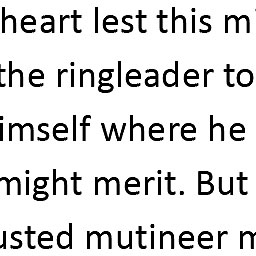 heart lest this m
the ringleader to
imself where he
might merit. But
usted mutineer m